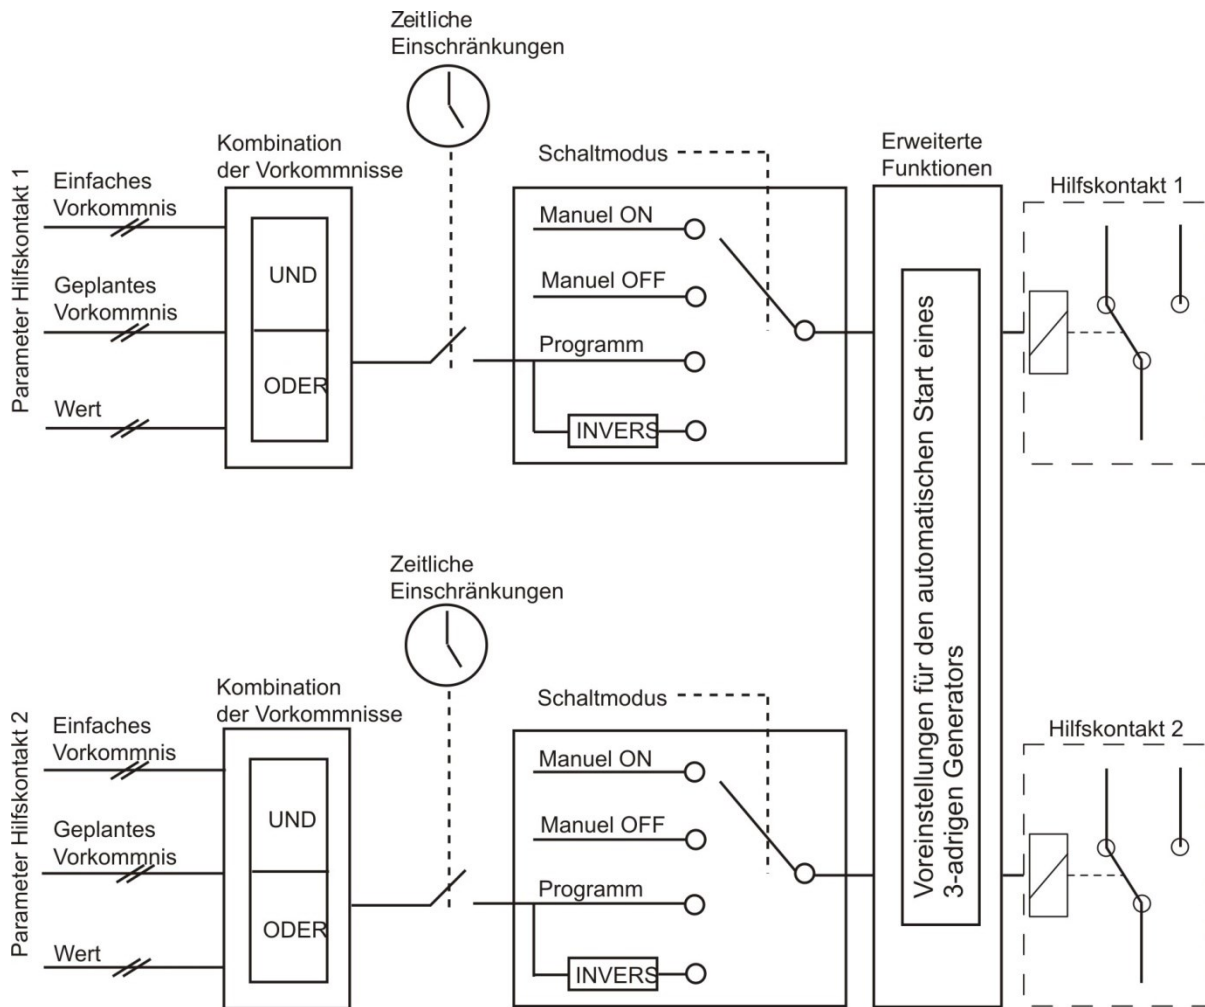 Zeitliche
Einschränkungen
Kombination
der Vorkommnisse
Schaltmodus
Erweiterte
Funktionen
Hilfskontakt 1
Parameter Hilfskontakt 1
Einfaches
Vorkommnis
Geplantes
Vorkommnis
Wert
UND
ODER
Manuel ON
Manuel OFF
Programm
INVERS
Voreinstellungen für den automatischen Start eines
3-adrigen Generators
Zeitliche
Einschränkungen
Kombination
der Vorkommnisse
Schaltmodus
Hilfskontakt 2
Parameter Hilfskontakt 2
Einfaches
Vorkommnis
Geplantes
Vorkommnis
Wert
UND
ODER
Manuel ON
Manuel OFF
Programm
INVERS